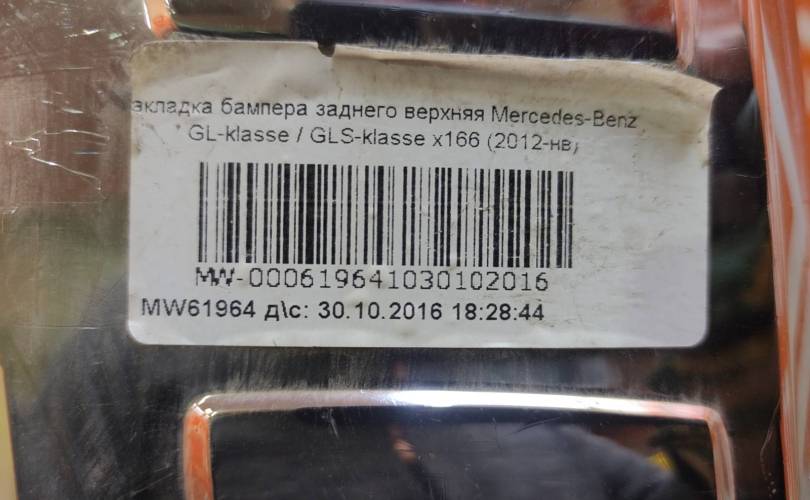 акладка бампера заднего верхняя Mercedes-Benz
GL-klasse / GLS-klasse x166 (2012-нв)
MW-000619641030102016
MW61964 д\с: 30.10.2016 18:28:44